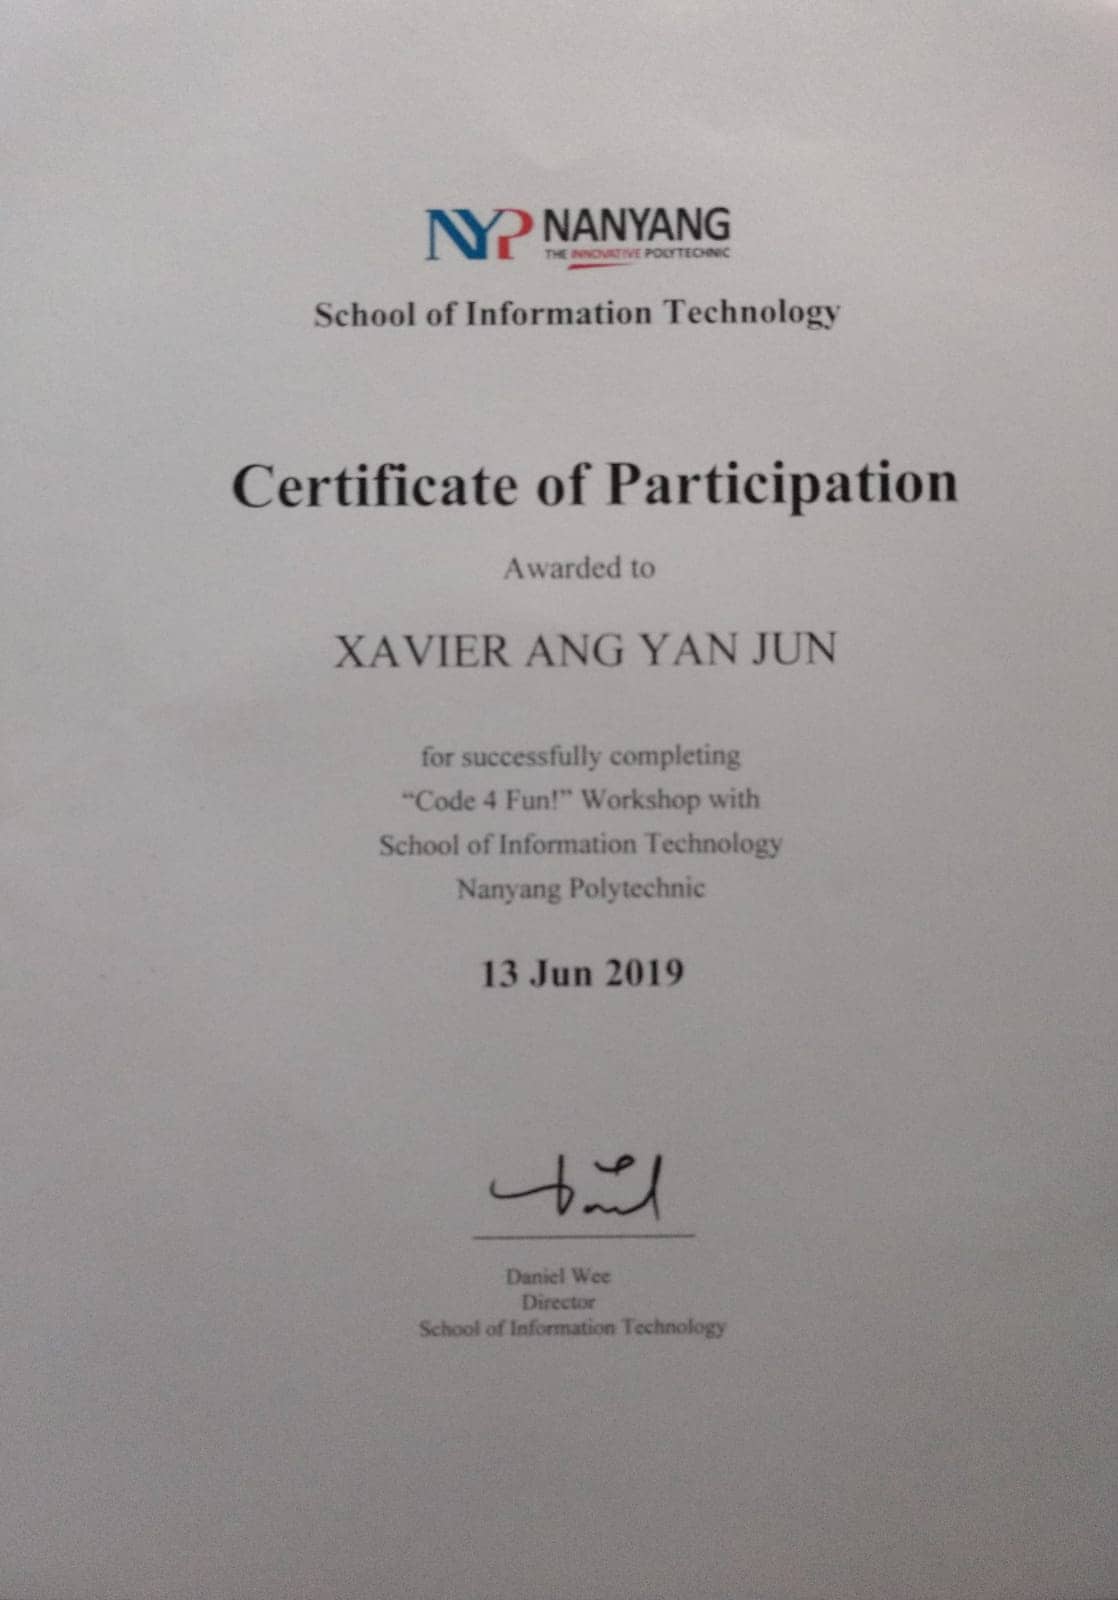 NYP NANYANG
THE INNOVATIVE POLYTECHNIC
School of Information Technology
Certificate of Participation
Awarded to
XAVIER ANG YAN JUN
for successfully completing
“Code 4 Fun!” Workshop with
School of Information Technology
Nanyang Polytechnic
13 Jun 2019
Daniel Wee
Director
School of Information Technology